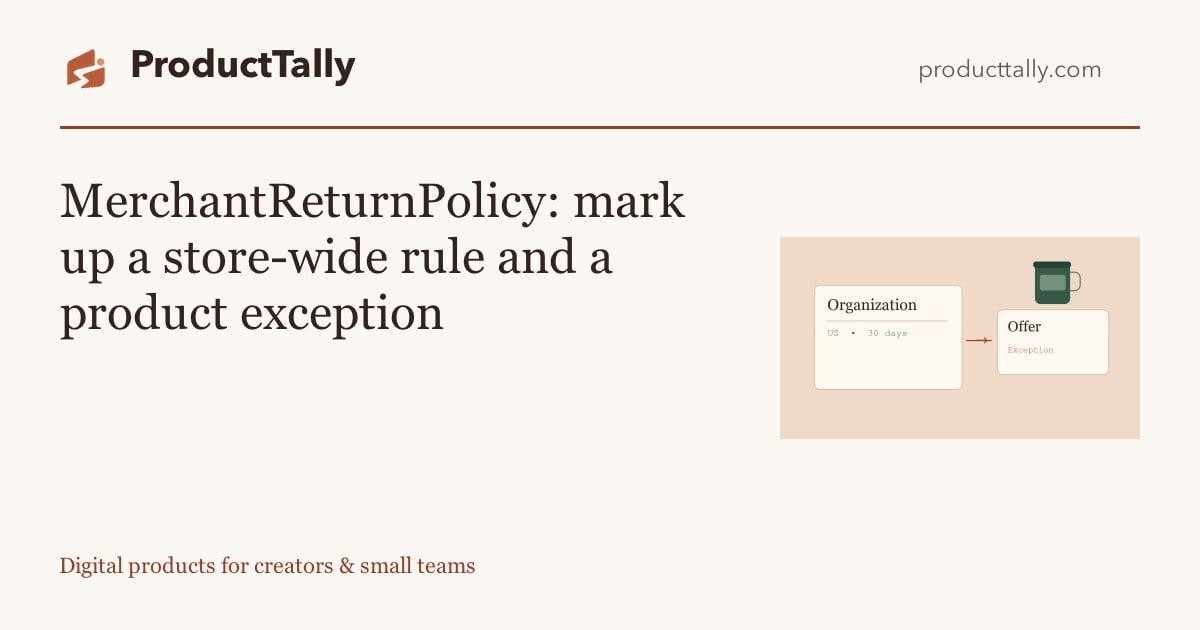 ProductTally
producttally.com
MerchantReturnPolicy: mark
up a store-wide rule and a
product exception
Organization
US • 30 days
Offer
Exception
Digital products for creators & small teams